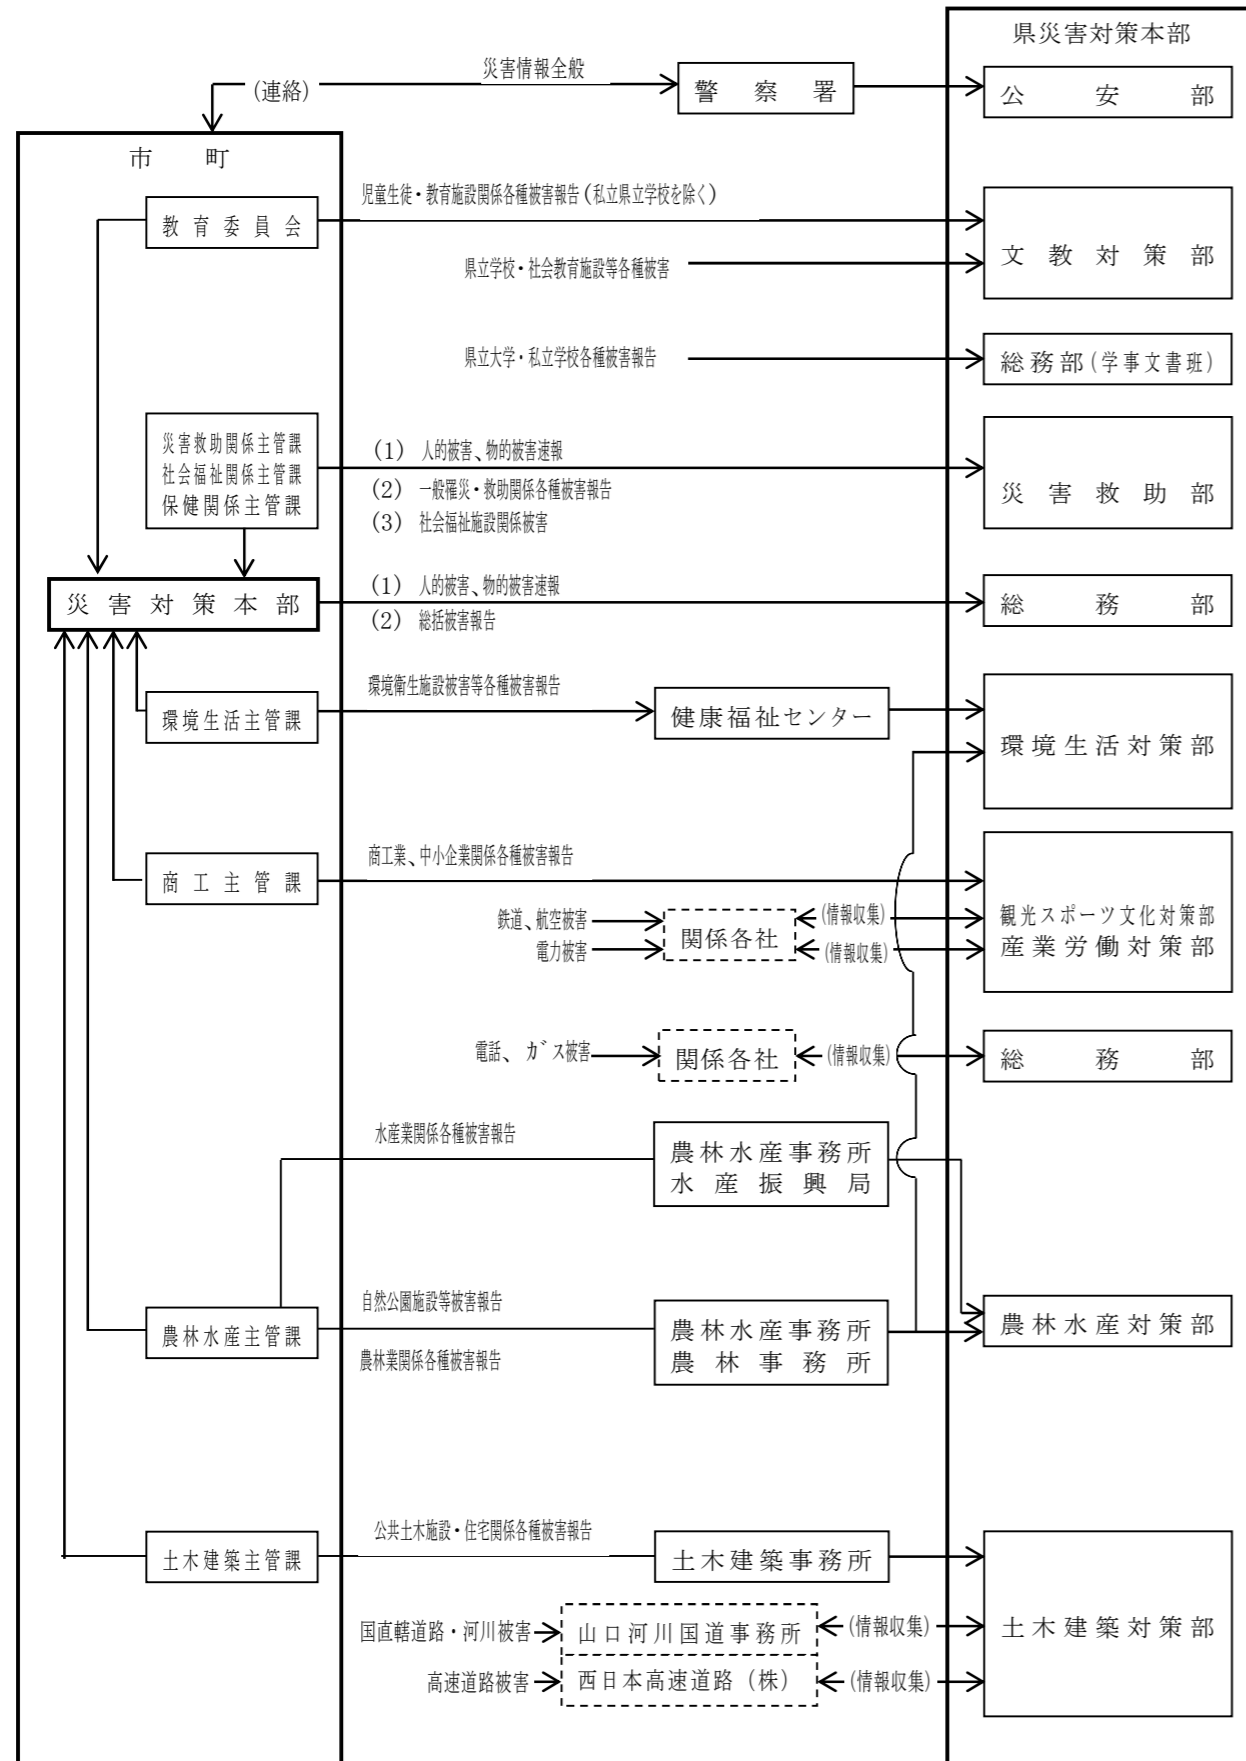 県災害対策本部
災害情報全般
(連絡)
警察署
公安部
市町
児童生徒・教育施設関係各種被害報告(私立県立学校を除く)
教育委員会
文教対策部
県立学校・社会教育施設等各種被害
県立大学・私立学校各種被害報告
総務部(学事文書班)
災害救助関係主管課
社会福祉関係主管課
保健関係主管課
(1) 人的被害、物的被害速報
(2) 一般罹災・救助関係各種被害報告
(3) 社会福祉施設関係被害
災害救助部
災害対策本部
(1) 人的被害、物的被害速報
(2) 総括被害報告
総務部
環境衛生施設被害等各種被害報告
環境生活主管課
健康福祉センター
環境生活対策部
商工業、中小企業関係各種被害報告
商工主管課
鉄道、航空被害
電力被害
関係各社
(情報収集)
(情報収集)
観光スポーツ文化対策部
産業労働対策部
電話、ガス被害
関係各社
(情報収集)
総務部
水産業関係各種被害報告
農林水産事務所
水産振興局
自然公園施設等被害報告
農林水産主管課
農林業関係各種被害報告
農林水産事務所
農林事務所
農林水産対策部
公共土木施設・住宅関係各種被害報告
土木建築主管課
土木建築事務所
国直轄道路・河川被害
山口河川国道事務所
(情報収集)
土木建築対策部
高速道路被害
西日本高速道路(株)
(情報収集)